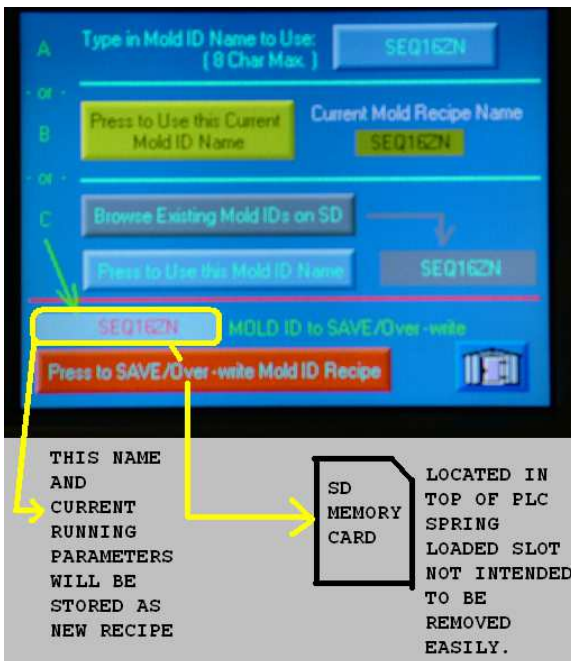 A Type in Mold ID Name to Use: SEQ16ZN
( 8 Char Max. )
- or -
B Press to Use this Current Mold ID Name
Current Mold Recipe Name
SEQ16ZN
- or -
C Browse Existing Mold IDs on SD
Press to Use this Mold ID Name SEQ16ZN
SEQ16ZN MOLD ID to SAVE/Over-write
Press to SAVE/Over-write Mold ID Recipe
THIS NAME
AND
CURRENT
RUNNING
PARAMETERS
WILL BE
STORED AS
NEW RECIPE
SD
MEMORY
CARD
LOCATED IN
TOP OF PLC
SPRING
LOADED SLOT
NOT INTENDED
TO BE
REMOVED
EASILY.